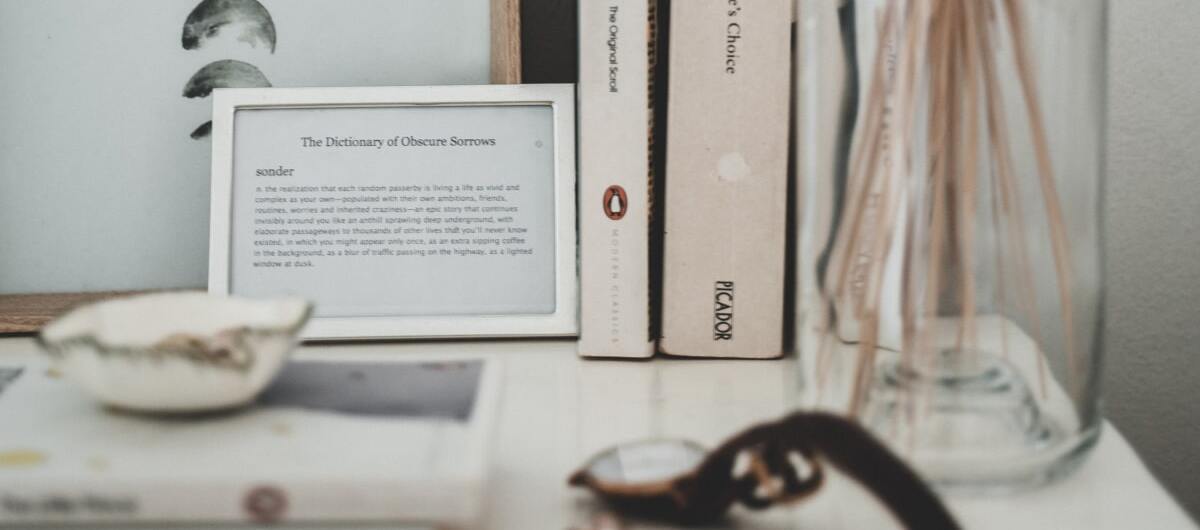 The Dictionary of Obscure Sorrows
sonder
n. the realization that each random passerby is living a life as vivid and
complex as your own—populated with their own ambitions, friends,
routines, worries and inherited craziness—an epic story that continues
invisibly around you like an anthill sprawling deep underground, with
elaborate passageways to thousands of other lives that you'll never know
existed, in which you might appear only once, as an extra sipping coffee
in the background, as a blur of traffic passing on the highway, as a lighted
window at dusk.
The Original Scroll
MODERN CLASSICS
e's Choice
PICADOR